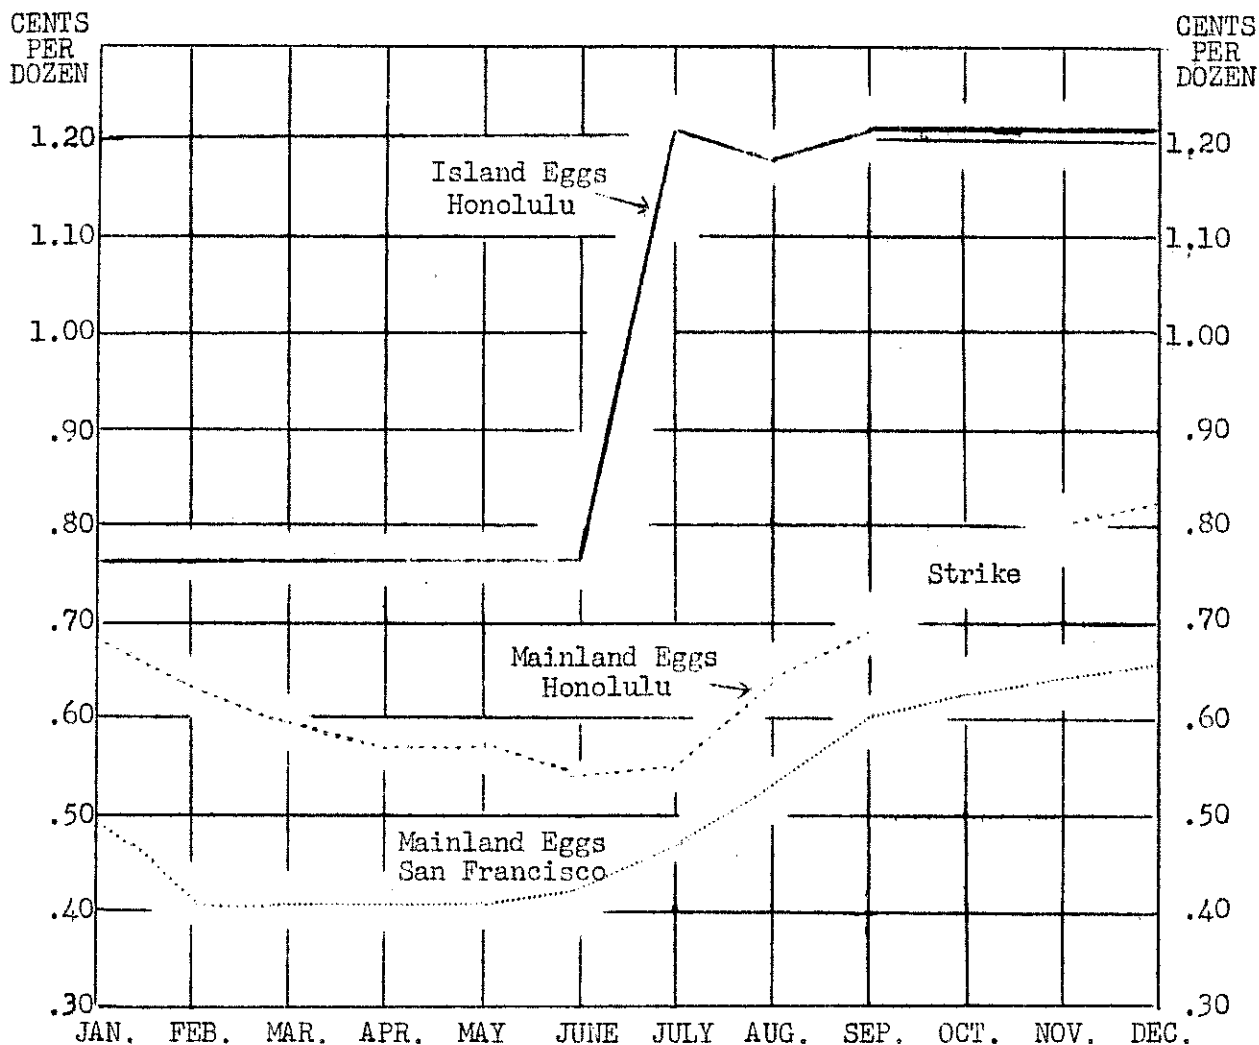 CENTS
PER
DOZEN
CENTS
PER
DOZEN
1.20
1.10
1.00
.90
.80
.70
.60
.50
.40
.30
1.20
1.10
1.00
.90
.80
.70
.60
.50
.40
.30
Island Eggs
Honolulu
Strike
Mainland Eggs
Honolulu
Mainland Eggs
San Francisco
JAN. FEB. MAR. APR. MAY JUNE JULY AUG. SEP. OCT. NOV. DEC.